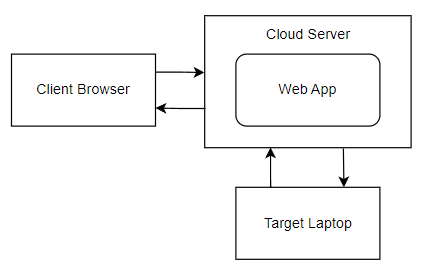 Cloud Server
Client Browser
Web App
Target Laptop